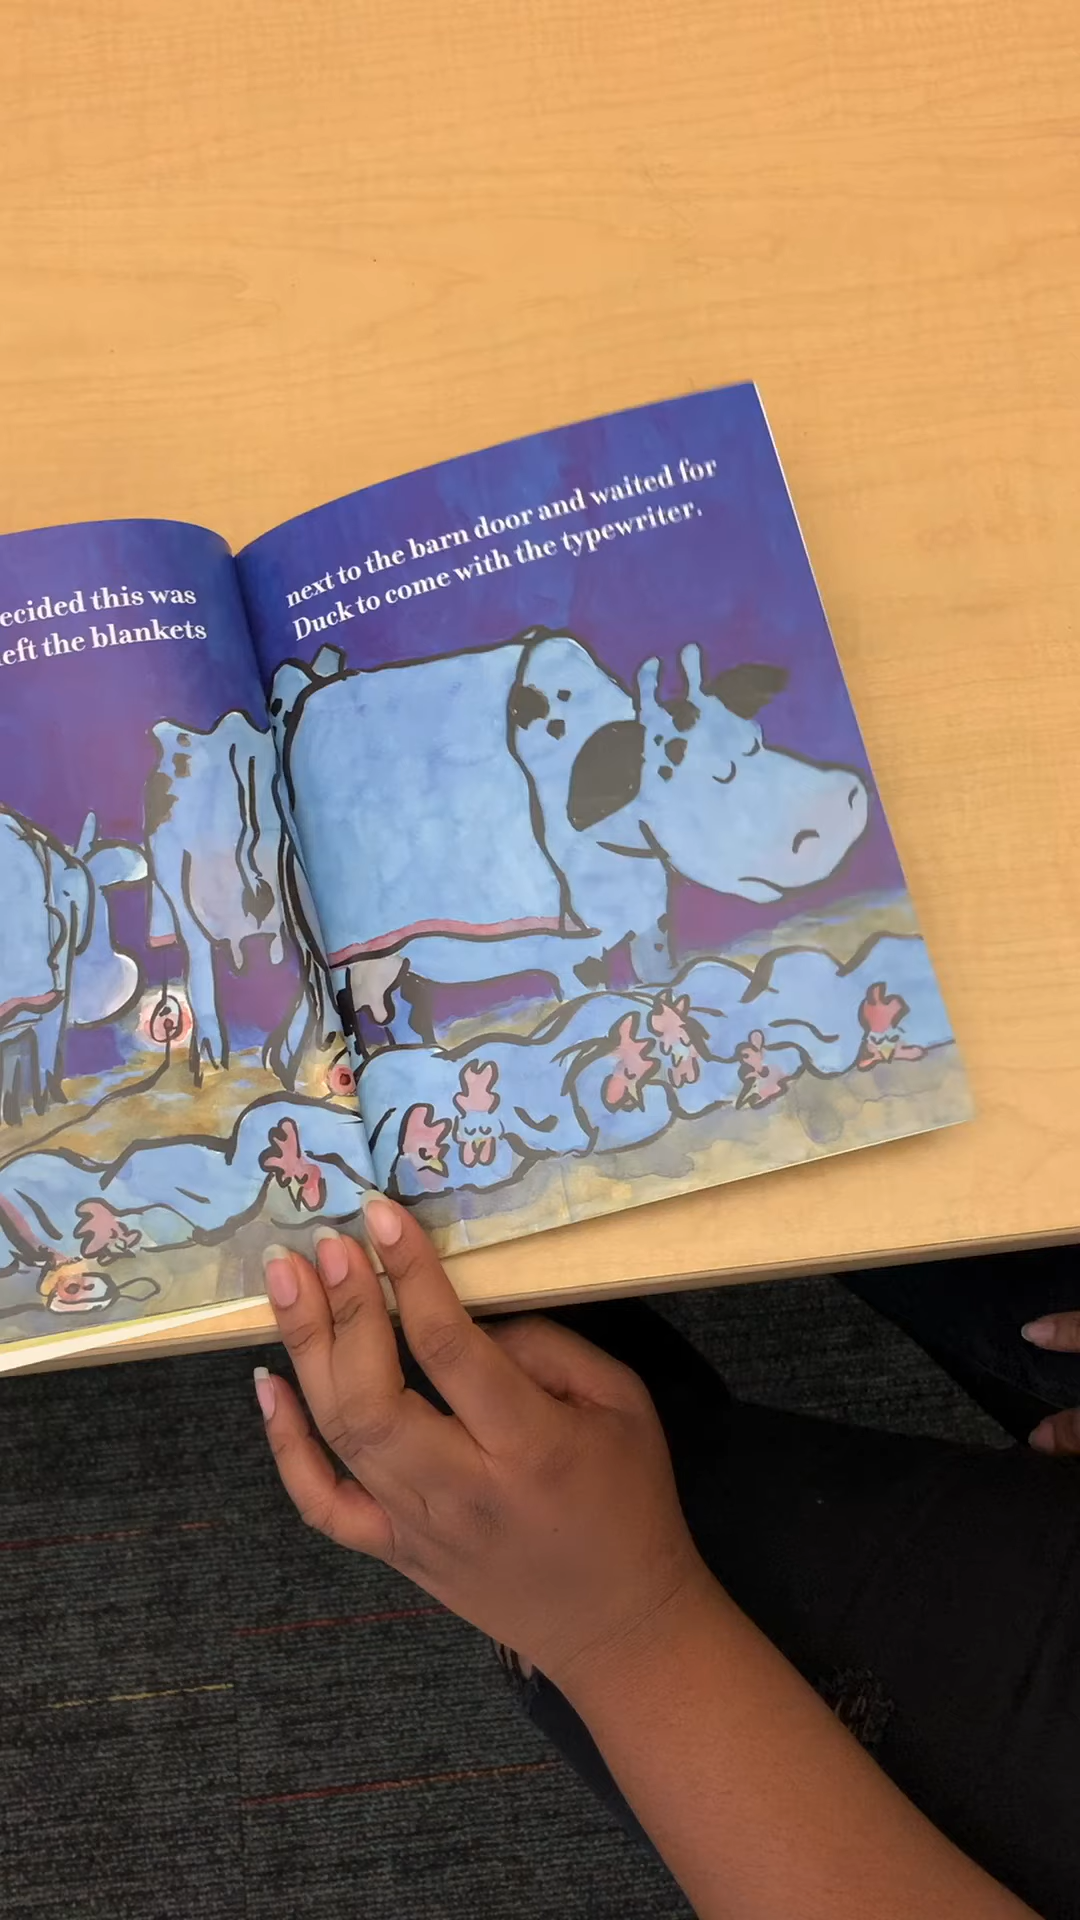 ecided this was
left the blankets
next to the barn door and waited for
Duck to come with the typewriter.